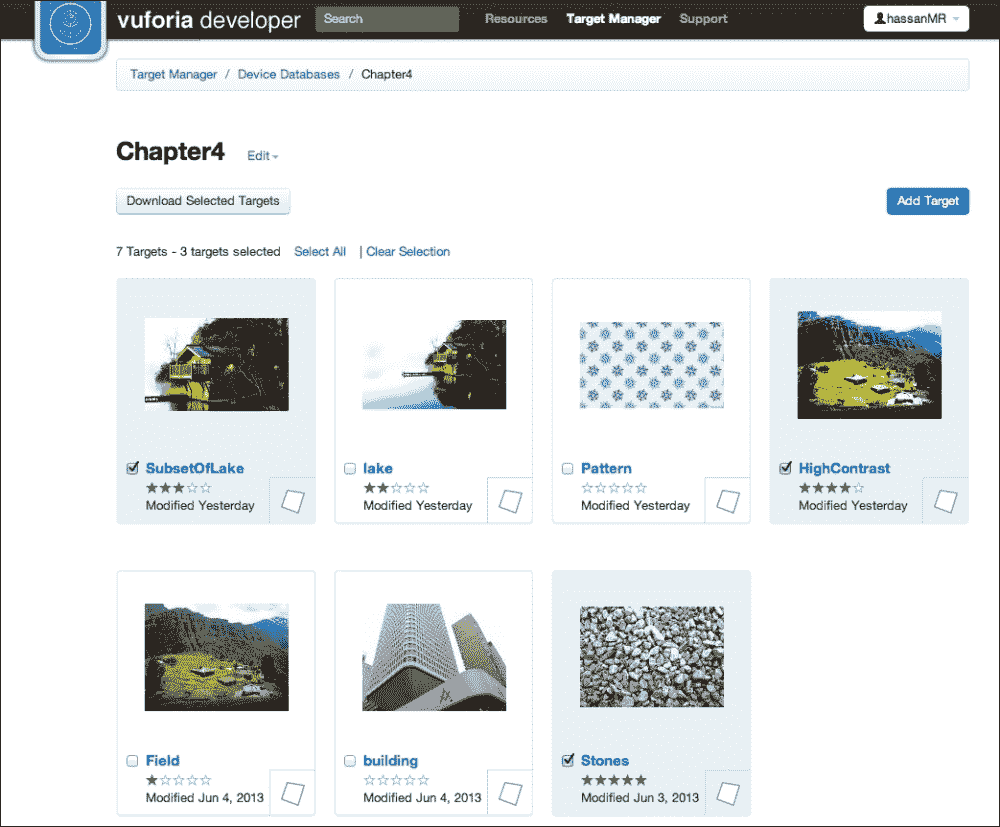 vuforia developer Search Resources Target Manager Support hassanMR
Target Manager / Device Databases / Chapter4
Chapter4 Edit
Download Selected Targets Add Target
7 Targets - 3 targets selected Select All | Clear Selection
SubsetOfLake
★★★☆☆
Modified Yesterday
lake
★★☆☆☆
Modified Yesterday
Pattern
☆☆☆☆☆
Modified Yesterday
HighContrast
★★★★☆
Modified Yesterday
Field
★☆☆☆☆
Modified Jun 4, 2013
building
☆☆☆☆☆
Modified Jun 4, 2013
Stones
★★★★★
Modified Jun 3, 2013